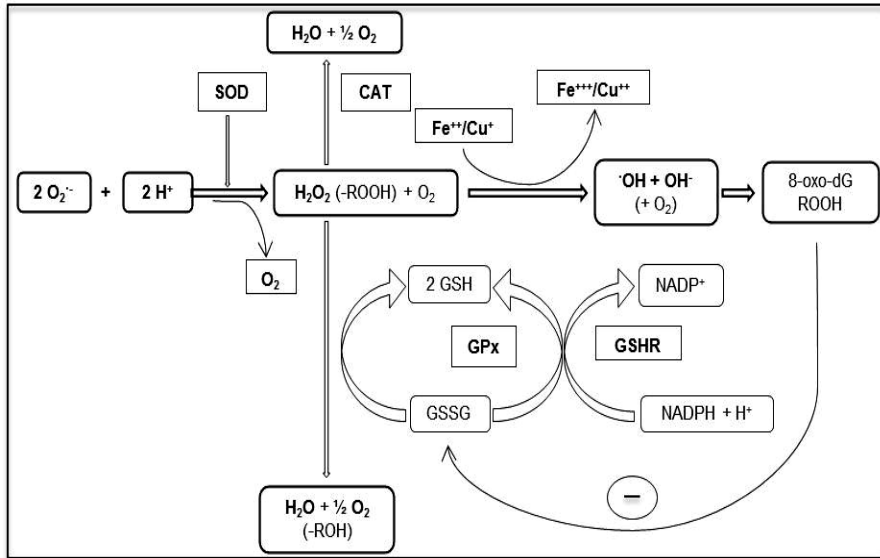 H₂O + ½ O₂
SOD
CAT
Fe⁺⁺⁺/Cu⁺⁺
Fe⁺⁺/Cu⁺
2 O₂·⁻ + 2 H⁺
H₂O₂ (-ROOH) + O₂
·OH + OH⁻
(+ O₂)
8-oxo-dG
ROOH
O₂
2 GSH
NADP⁺
GPx
GSHR
GSSG
NADPH + H⁺
−
H₂O + ½ O₂
(-ROH)